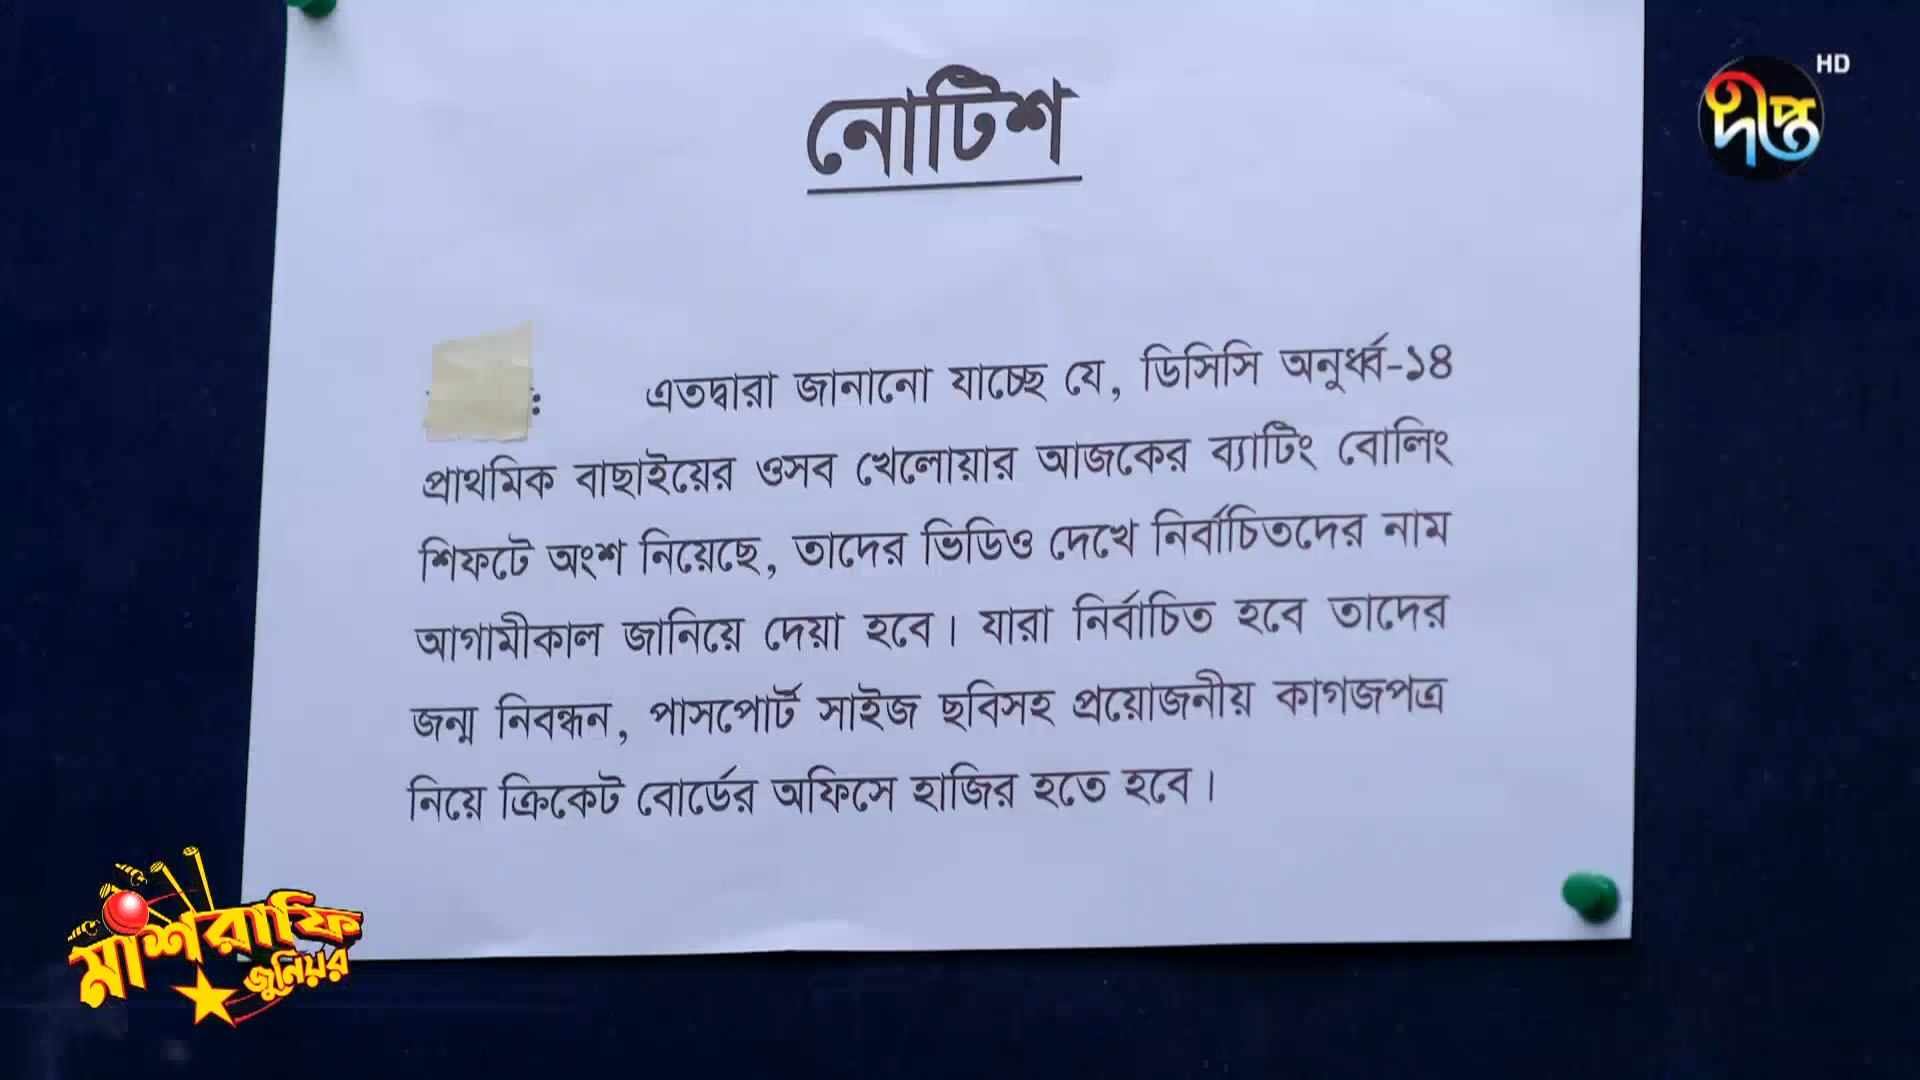 HD
দীপ্ত
নোটিশ
: এতদ্বারা জানানো যাচ্ছে যে, ডিসিসি অনুর্ধ্ব-১৪
প্রাথমিক বাছাইয়ের ওসব খেলোয়ার আজকের ব্যাটিং বোলিং
শিফটে অংশ নিয়েছে, তাদের ভিডিও দেখে নির্বাচিতদের নাম
আগামীকাল জানিয়ে দেয়া হবে। যারা নির্বাচিত হবে তাদের
জন্ম নিবন্ধন, পাসপোর্ট সাইজ ছবিসহ প্রয়োজনীয় কাগজপত্র
নিয়ে ক্রিকেট বোর্ডের অফিসে হাজির হতে হবে।
মাশরাফি
জুনিয়র